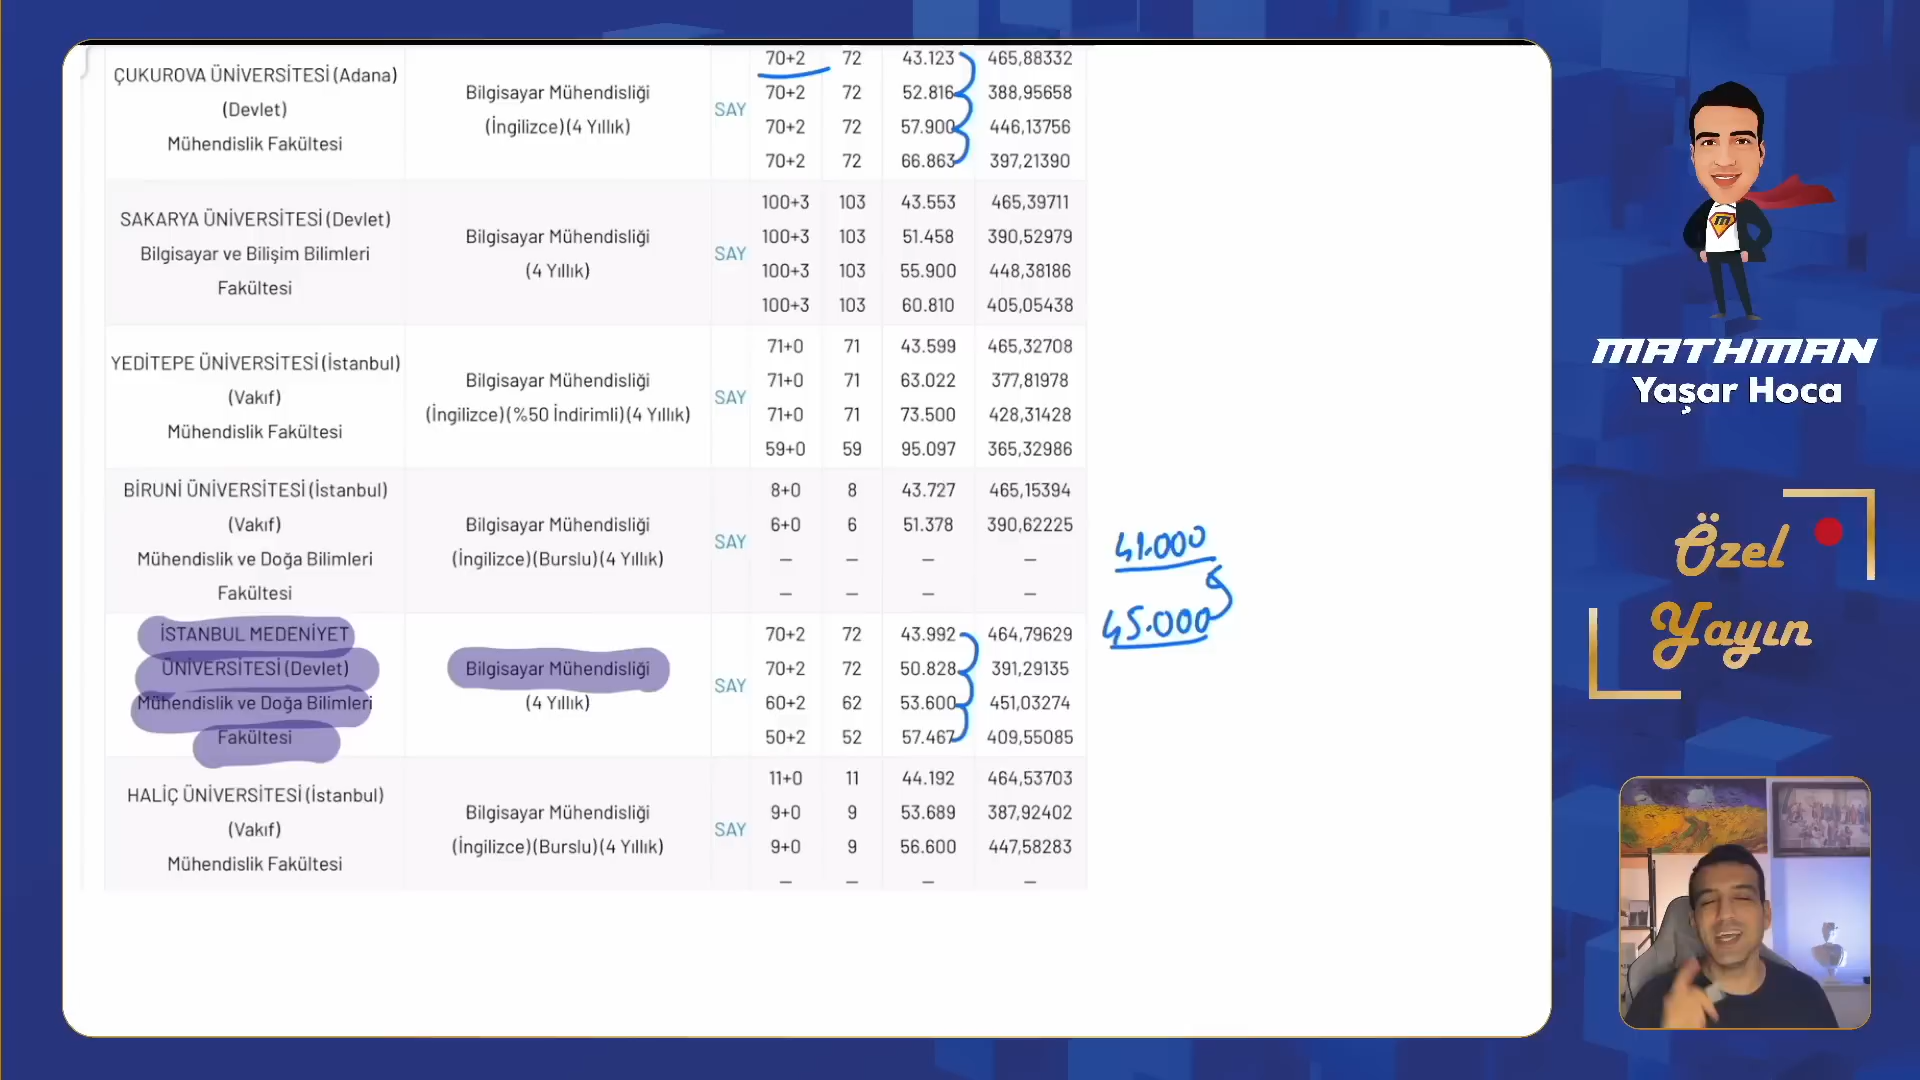 70+2 72 43.123 465,88332
ÇUKUROVA ÜNİVERSİTESİ (Adana)
(Devlet)
Mühendislik Fakültesi
Bilgisayar Mühendisliği
(İngilizce) (4 Yıllık)
SAY
70+2 72 52.816 388,95658
70+2 72 57.900 446,13756
70+2 72 66.863 397,21390
SAKARYA ÜNİVERSİTESİ (Devlet)
Bilgisayar ve Bilişim Bilimleri
Fakültesi
Bilgisayar Mühendisliği
(4 Yıllık)
SAY
100+3 103 43.553 465,39711
100+3 103 51.458 390,52979
100+3 103 55.900 448,38186
100+3 103 60.810 405,05438
YEDİTEPE ÜNİVERSİTESİ (İstanbul)
(Vakıf)
Mühendislik Fakültesi
Bilgisayar Mühendisliği
(İngilizce) (%50 İndirimli) (4 Yıllık)
SAY
71+0 71 43.599 465,32708
71+0 71 63.022 377,81978
71+0 71 73.500 428,31428
59+0 59 95.097 365,32986
BİRUNİ ÜNİVERSİTESİ (İstanbul)
(Vakıf)
Mühendislik ve Doğa Bilimleri
Fakültesi
Bilgisayar Mühendisliği
(İngilizce) (Burslu) (4 Yıllık)
SAY
8+0 8 43.727 465,15394
6+0 6 51.378 390,62225
— — — —
— — — —
İSTANBUL MEDENİYET
ÜNİVERSİTESİ (Devlet)
Mühendislik ve Doğa Bilimleri
Fakültesi
Bilgisayar Mühendisliği
(4 Yıllık)
SAY
70+2 72 43.992 464,79629
70+2 72 50.828 391,29135
60+2 62 53.600 451,03274
50+2 52 57.467 409,55085
HALİÇ ÜNİVERSİTESİ (İstanbul)
(Vakıf)
Mühendislik Fakültesi
Bilgisayar Mühendisliği
(İngilizce) (Burslu) (4 Yıllık)
SAY
11+0 11 44.192 464,53703
9+0 9 53.689 387,92402
9+0 9 56.600 447,58283
— — — —
41.000
45.000
MATHMAN
Yaşar Hoca
Özel
Yayın